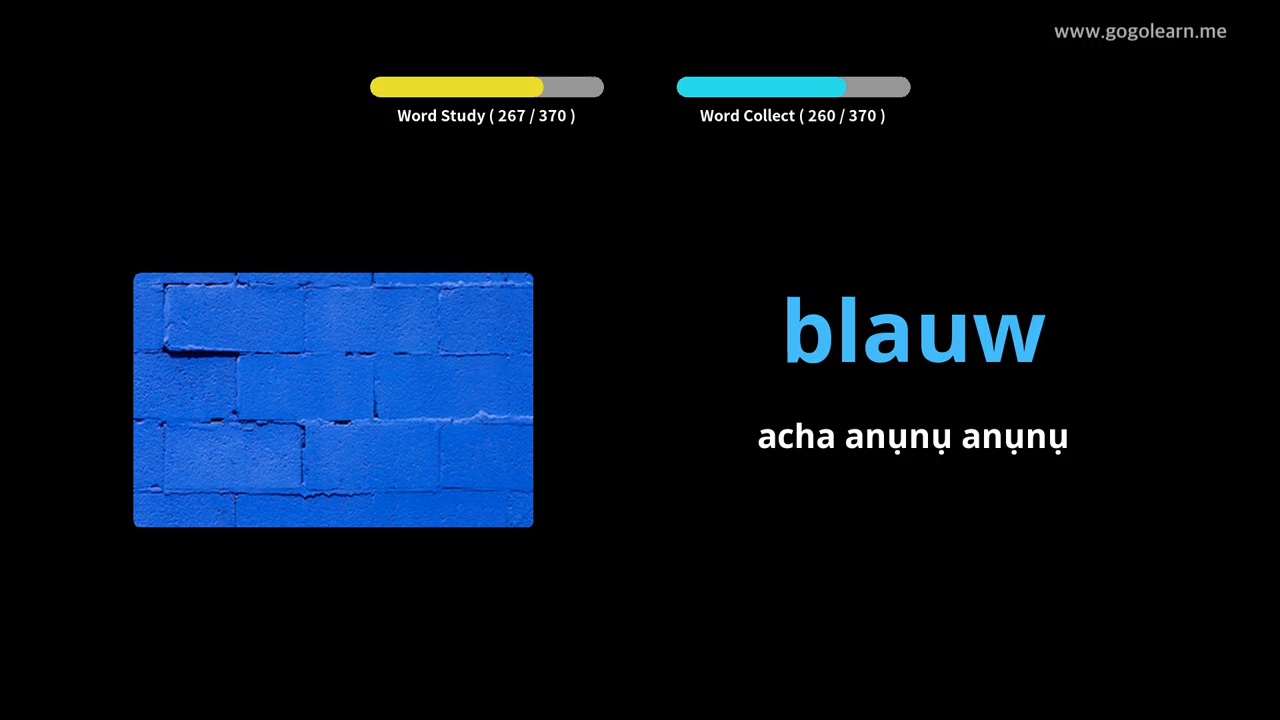 www.gogolearn.me
Word Study ( 267 / 370 )
Word Collect ( 260 / 370 )
blauw
acha anụnụ anụnụ